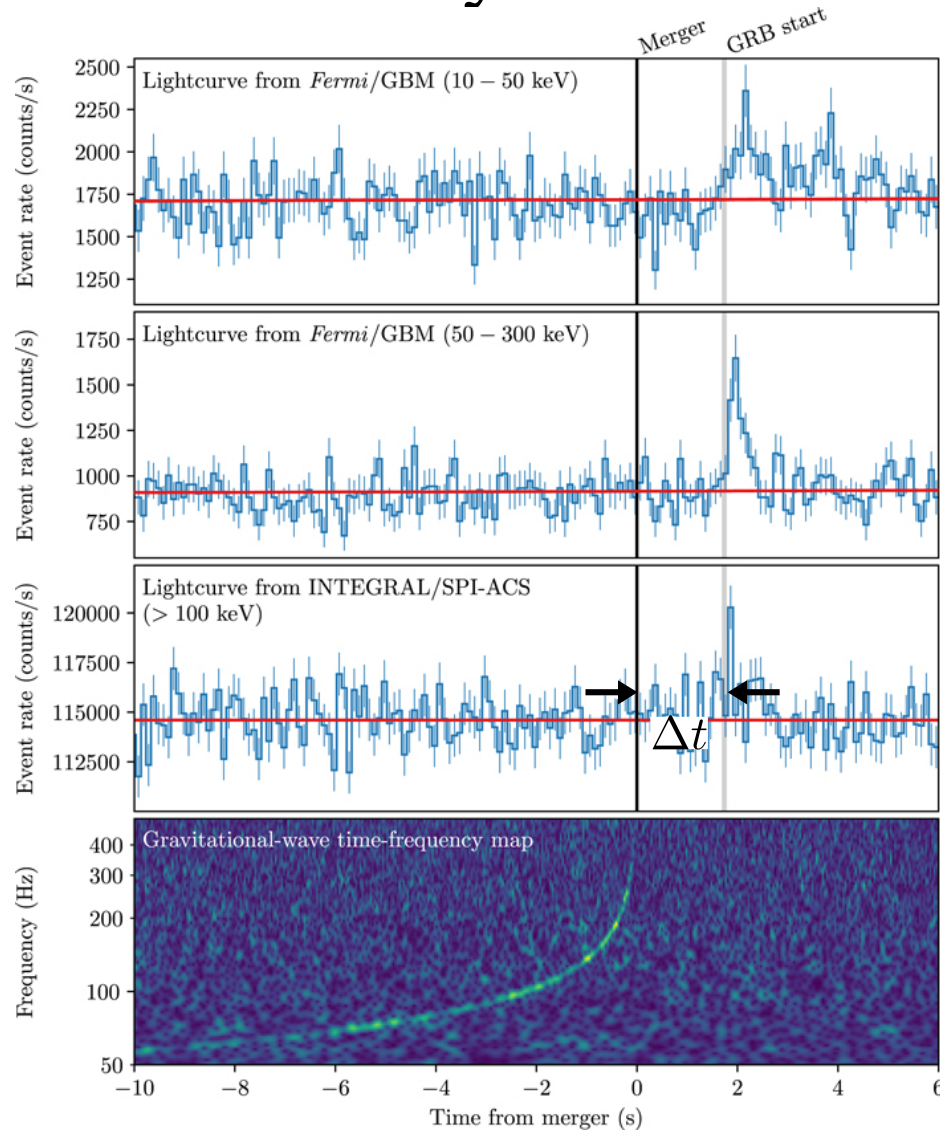 Merger
GRB start
Lightcurve from Fermi/GBM (10 − 50 keV)
Event rate (counts/s)
2500
2250
2000
1750
1500
1250
Lightcurve from Fermi/GBM (50 − 300 keV)
Event rate (counts/s)
1750
1500
1250
1000
750
Lightcurve from INTEGRAL/SPI-ACS
(> 100 keV)
Event rate (counts/s)
120000
117500
115000
112500
Δt
Gravitational-wave time-frequency map
Frequency (Hz)
400
300
200
100
50
−10
−8
−6
−4
−2
0
2
4
6
Time from merger (s)